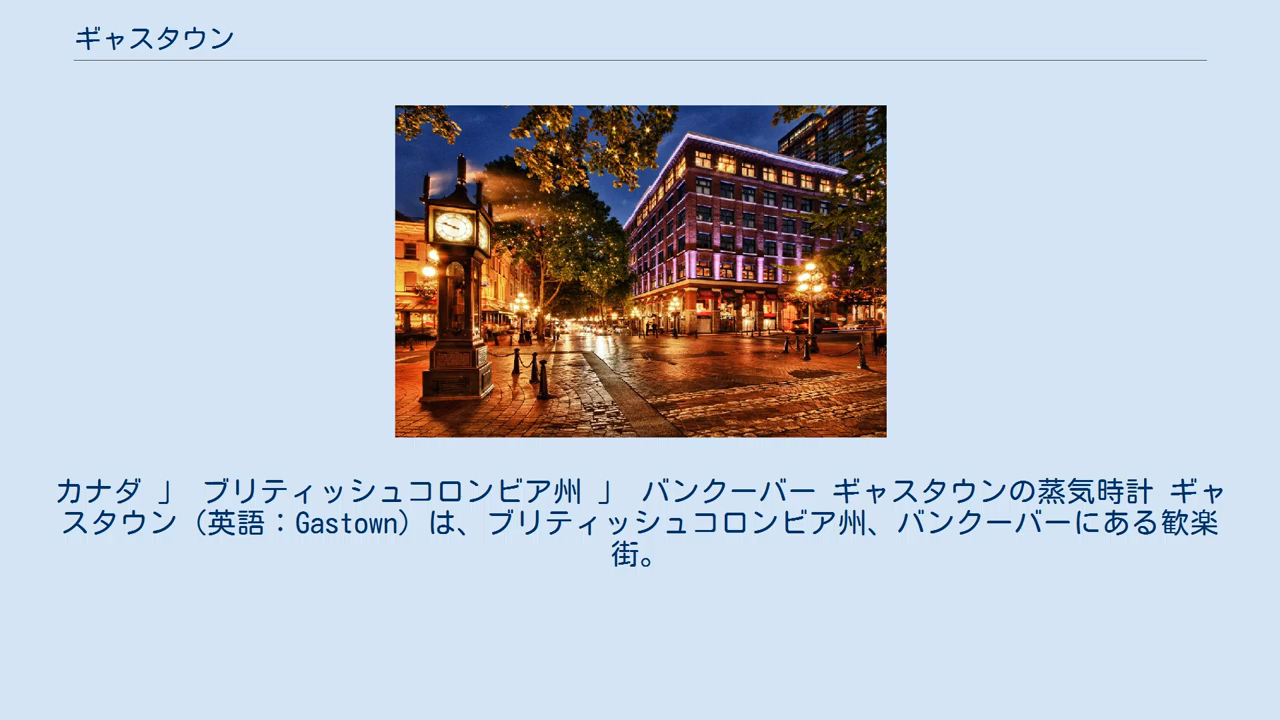 ギャスタウン
カナダ 」 ブリティッシュコロンビア州 」 バンクーバー ギャスタウンの蒸気時計 ギャ
スタウン（英語：Gastown）は、ブリティッシュコロンビア州、バンクーバーにある歓楽
街。